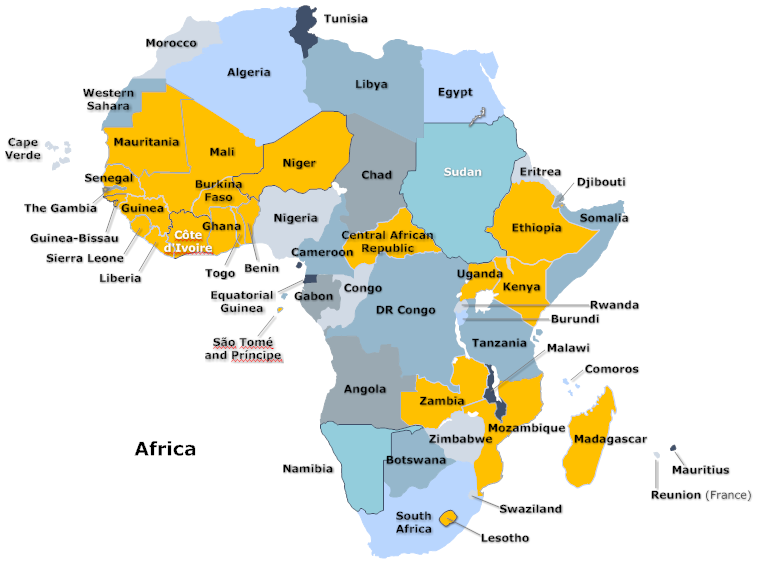 Tunisia
Morocco
Algeria
Libya
Egypt
Western
Sahara
Cape
Verde
Mauritania
Mali
Niger
Chad
Sudan
Eritrea
Djibouti
Senegal
The Gambia
Guinea-Bissau
Guinea
Sierra Leone
Liberia
Burkina
Faso
Côte
d'Ivoire
Ghana
Togo
Benin
Nigeria
Cameroon
Central African
Republic
Ethiopia
Somalia
Equatorial
Guinea
Gabon
Congo
DR Congo
Uganda
Kenya
Rwanda
Burundi
São Tomé
and Príncipe
Tanzania
Malawi
Comoros
Angola
Zambia
Mozambique
Madagascar
Zimbabwe
Namibia
Botswana
Mauritius
Reunion (France)
Swaziland
South
Africa
Lesotho
Africa